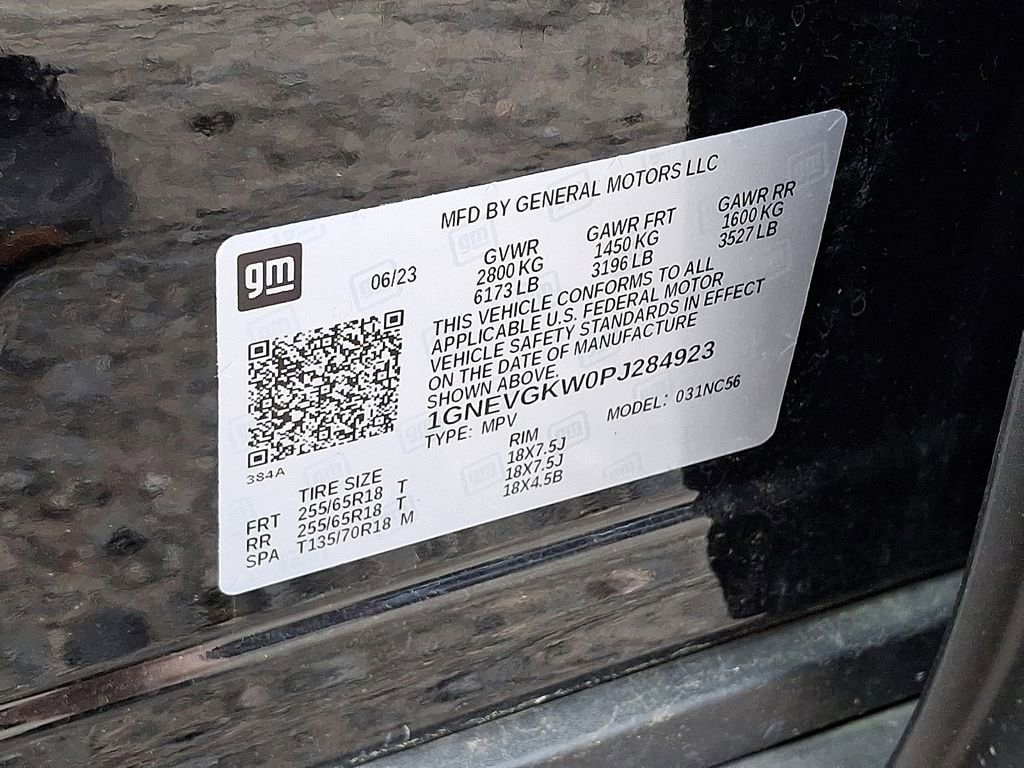 MFD BY GENERAL MOTORS LLC
gm
06/23
GVWR GAWR FRT GAWR RR
2800 KG 1450 KG 1600 KG
6173 LB 3196 LB 3527 LB
THIS VEHICLE CONFORMS TO ALL
APPLICABLE U.S. FEDERAL MOTOR
VEHICLE SAFETY STANDARDS IN EFFECT
ON THE DATE OF MANUFACTURE
SHOWN ABOVE.
1GNEVGKW0PJ284923
TYPE: MPV MODEL: 031NC56
3S4A
TIRE SIZE RIM
FRT 255/65R18 T 18X7.5J
RR 255/65R18 T 18X7.5J
SPA T135/70R18 M 18X4.5B